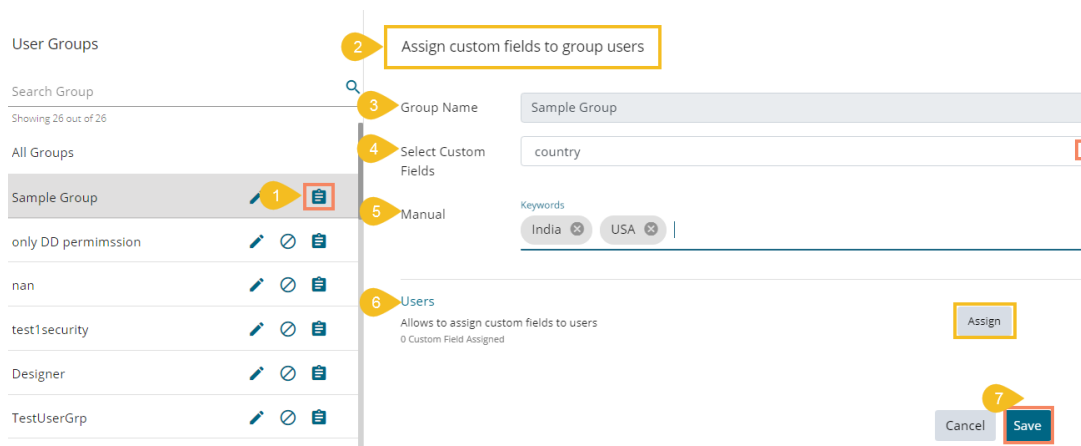 User Groups
Search Group
Showing 26 out of 26
All Groups
Sample Group
1
only DD permimssion
nan
test1security
Designer
TestUserGrp
2
Assign custom fields to group users
3
Group Name
Sample Group
4
Select Custom
Fields
country
5
Manual
Keywords
India
USA
6
Users
Allows to assign custom fields to users
0 Custom Field Assigned
Assign
7
Cancel
Save